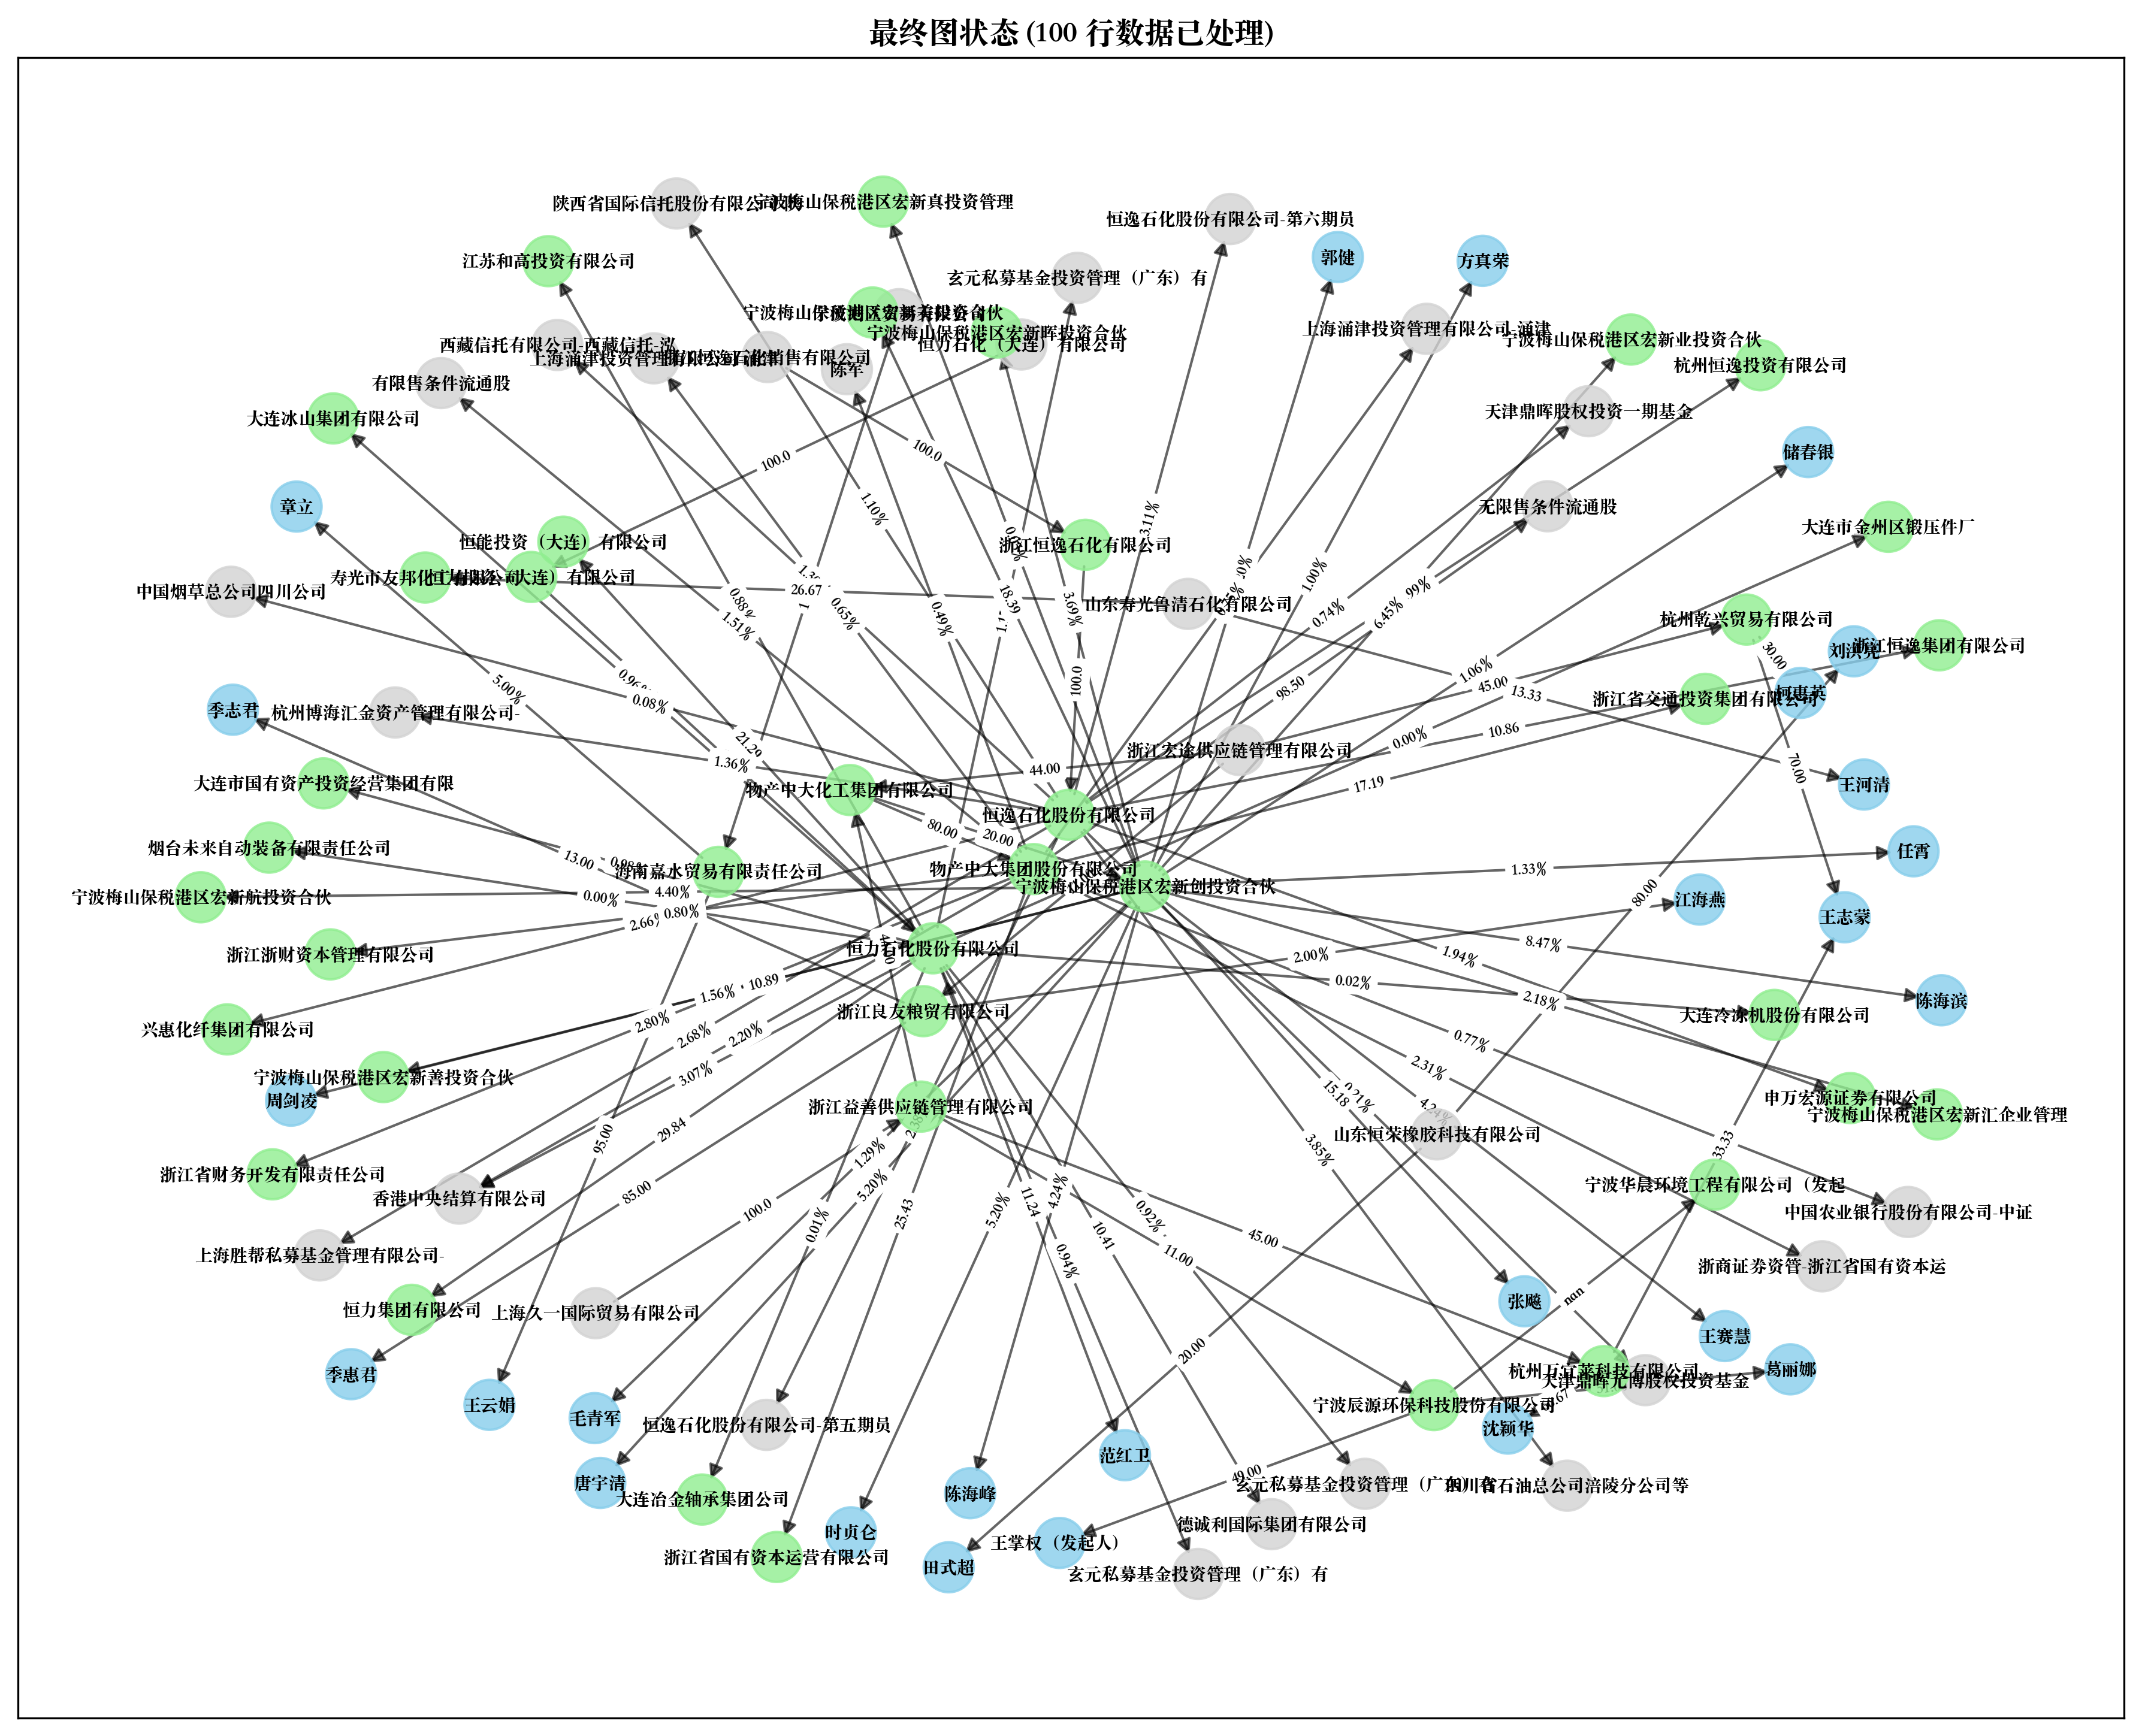 最终图状态 (100 行数据已处理)
陕西省国际信托股份有限公司
宁波梅山保税港区宏新真投资管理
恒逸石化股份有限公司-第六期员
江苏和高投资有限公司
郭健
方真荣
玄元私募基金投资管理（广东）有
宁波梅山保税港区宏新善投资合伙
宁波梅山保税港区宏新晖投资合伙
恒力石化（大连）有限公司
上海涌津投资管理有限公司-涌津
宁波梅山保税港区宏新业投资合伙
西藏信托有限公司-西藏信托-泓
上海涌津投资管理有限公司
石化销售有限公司
陈军
杭州恒逸投资有限公司
有限售条件流通股
天津鼎晖股权投资一期基金
大连冰山集团有限公司
储春银
100.0
100.0
章立
1.10%
3.11%
无限售条件流通股
大连市金州区锻压件厂
恒能投资（大连）有限公司
浙江恒逸石化有限公司
寿光市友邦化工有限公司
（大连）有限公司
中国烟草总公司四川公司
26.67
1.00%
99%
山东寿光鲁清石化有限公司
0.88%
1.51%
0.65%
0.49%
18.39
3.69%
0.74%
6.45%
杭州乾兴贸易有限公司
刘洪亮
浙江恒逸集团有限公司
30.00
5.00%
0.08%
100.0
98.50
1.06%
45.00
13.33
柯惠英
浙江省交通投资集团有限公司
季志君
杭州博海汇金资产管理有限公司-
21.29
0.00%
10.86
浙江宏途供应链管理有限公司
1.36%
44.00
17.19
70.00
王河清
大连市国有资产投资经营集团有限
物产中大化工集团有限公司
恒逸石化股份有限公司
80.00
20.00
烟台未来自动装备有限责任公司
13.00
海南嘉水贸易有限责任公司
物产中大集团股份有限公司
宁波梅山保税港区宏新创投资合伙
1.33%
任霄
宁波梅山保税港区宏新航投资合伙
4.40%
0.00%
80.00
江海燕
王志蒙
2.66%
0.80%
浙江浙财资本管理有限公司
恒力石化股份有限公司
2.00%
1.94%
8.47%
0.02%
1.56%
10.89
2.18%
陈海滨
浙江良友粮贸有限公司
大连冷冻机股份有限公司
兴惠化纤集团有限公司
2.80%
2.68%
2.20%
0.77%
3.07%
2.31%
宁波梅山保税港区宏新善投资合伙
周剑凌
浙江益善供应链管理有限公司
15.18
申万宏源证券有限公司
宁波梅山保税港区宏新汇企业管理
29.84
95.00
1.29%
3.85%
山东恒荣橡胶科技有限公司
33.33
浙江省财务开发有限责任公司
香港中央结算有限公司
85.00
5.20%
4.24%
宁波华晨环境工程有限公司（发起
中国农业银行股份有限公司-中证
100.0
0.01%
25.43
5.20%
11.24
0.92%
10.41
45.00
11.00
上海胜帮私募基金管理有限公司-
0.94%
浙商证券资管-浙江省国有资本运
恒力集团有限公司
上海久一国际贸易有限公司
张飚
nan
王赛慧
20.00
季惠君
杭州万宜莱科技有限公司
天津鼎晖元博股权投资基金
葛丽娜
王云娟
毛青军
恒逸石化股份有限公司-第五期员
宁波辰源环保科技股份有限公司
沈颖华
范红卫
唐宇清
大连冶金轴承集团公司
陈海峰
49.00
玄元私募基金投资管理（广东）有
四川省石油总公司涪陵分公司等
时贞仑
德诚利国际集团有限公司
浙江省国有资本运营有限公司
王掌权（发起人）
田式超
玄元私募基金投资管理（广东）有